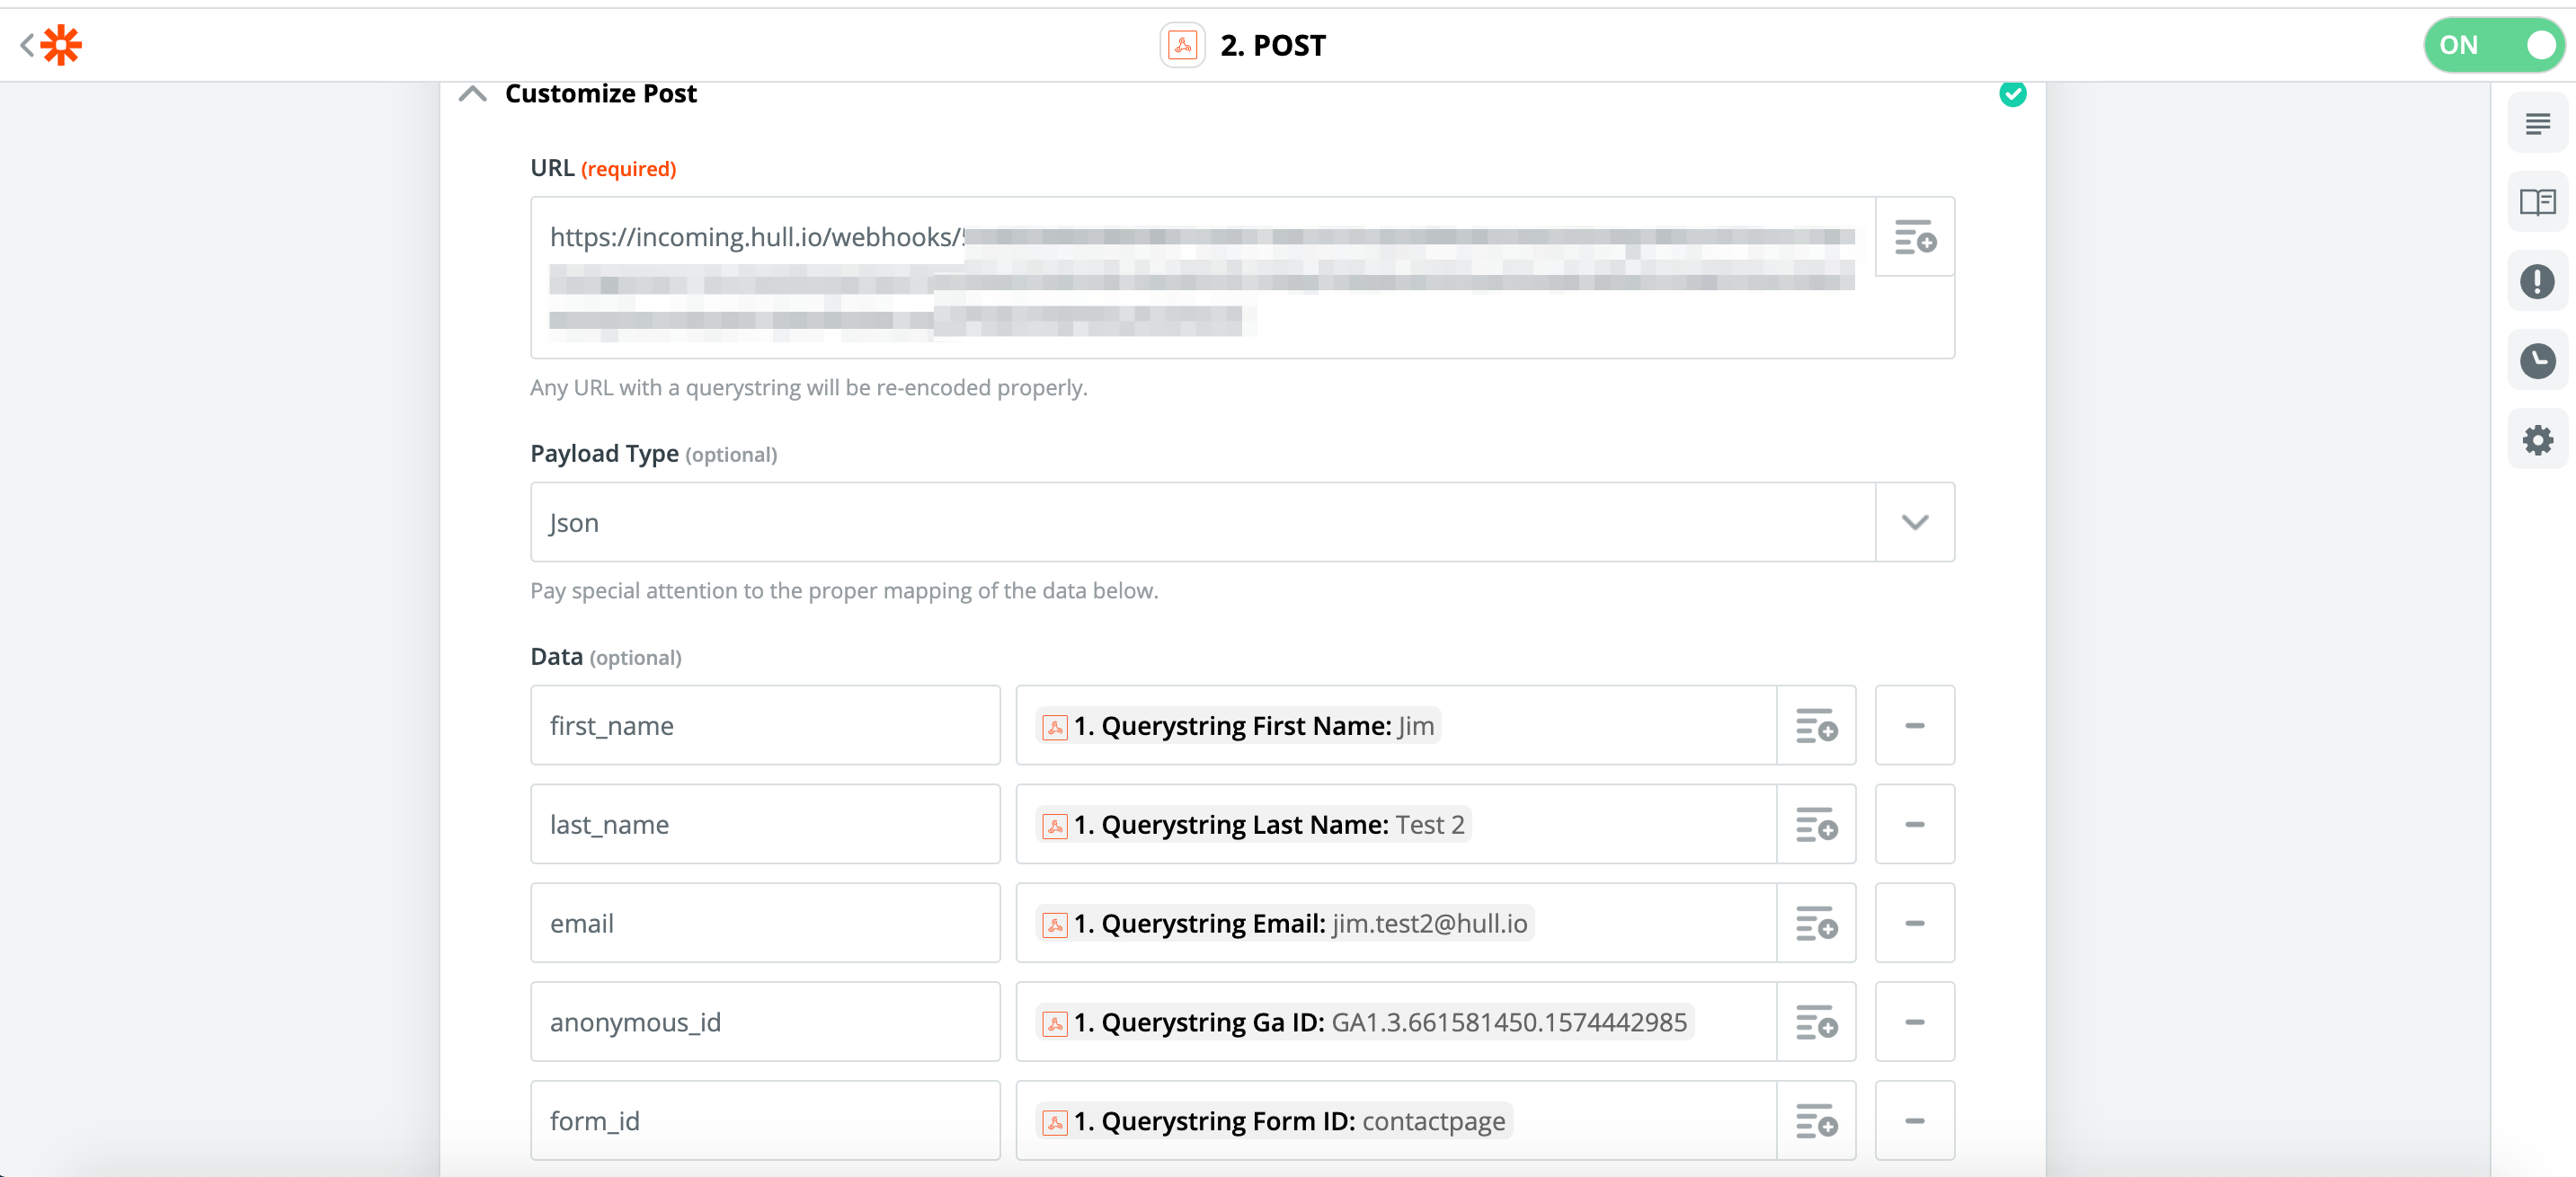 2. POST
ON
Customize Post
URL (required)
https://incoming.hull.io/webhooks/
Any URL with a querystring will be re-encoded properly.
Payload Type (optional)
Json
Pay special attention to the proper mapping of the data below.
Data (optional)
first_name
1. Querystring First Name: Jim
last_name
1. Querystring Last Name: Test 2
email
1. Querystring Email: jim.test2@hull.io
anonymous_id
1. Querystring Ga ID: GA1.3.661581450.1574442985
form_id
1. Querystring Form ID: contactpage